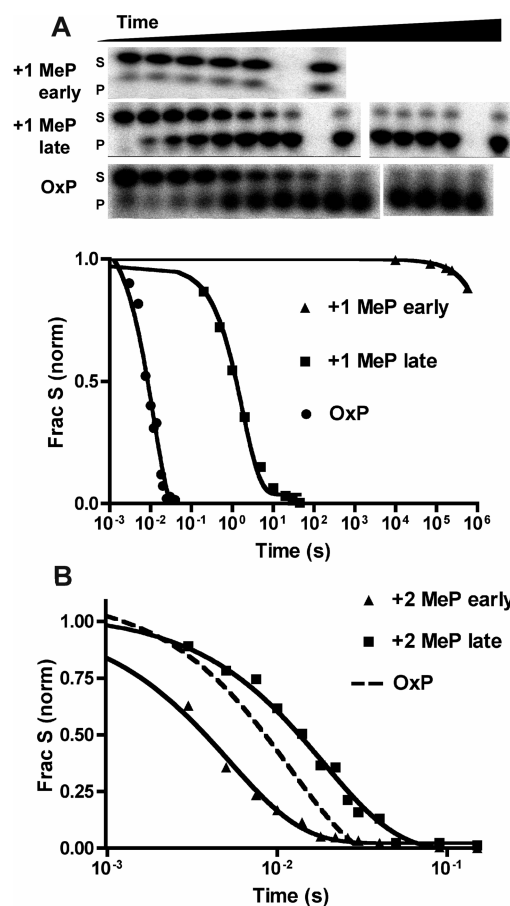 A
Time
+1 MeP early
S
P
+1 MeP late
S
P
OxP
S
P
1.0
0.5
0.0
Frac S (norm)
+1 MeP early
+1 MeP late
OxP
10-3 10-2 10-1 100 101 102 103 104 105 106
Time (s)
B
1.00
0.75
0.50
0.25
0.00
Frac S (norm)
+2 MeP early
+2 MeP late
OxP
10-3 10-2 10-1
Time (s)